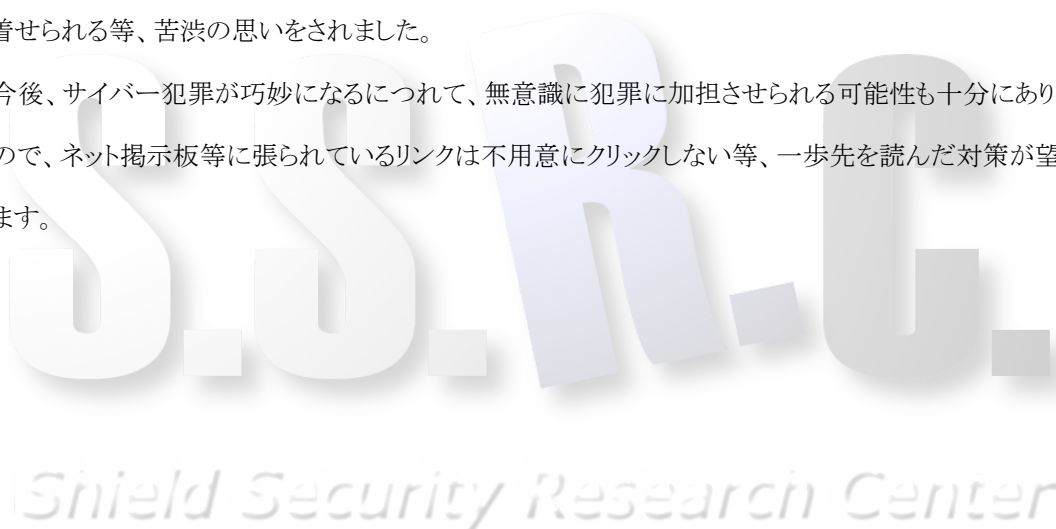 着せられる等、苦渋の思いをされました。
今後、サイバー犯罪が巧妙になるにつれて、無意識に犯罪に加担させられる可能性も十分にあり
ので、ネット掲示板等に張られているリンクは不用意にクリックしない等、一歩先を読んだ対策が望
ます。
S.S.R.C.
Shield Security Research Center